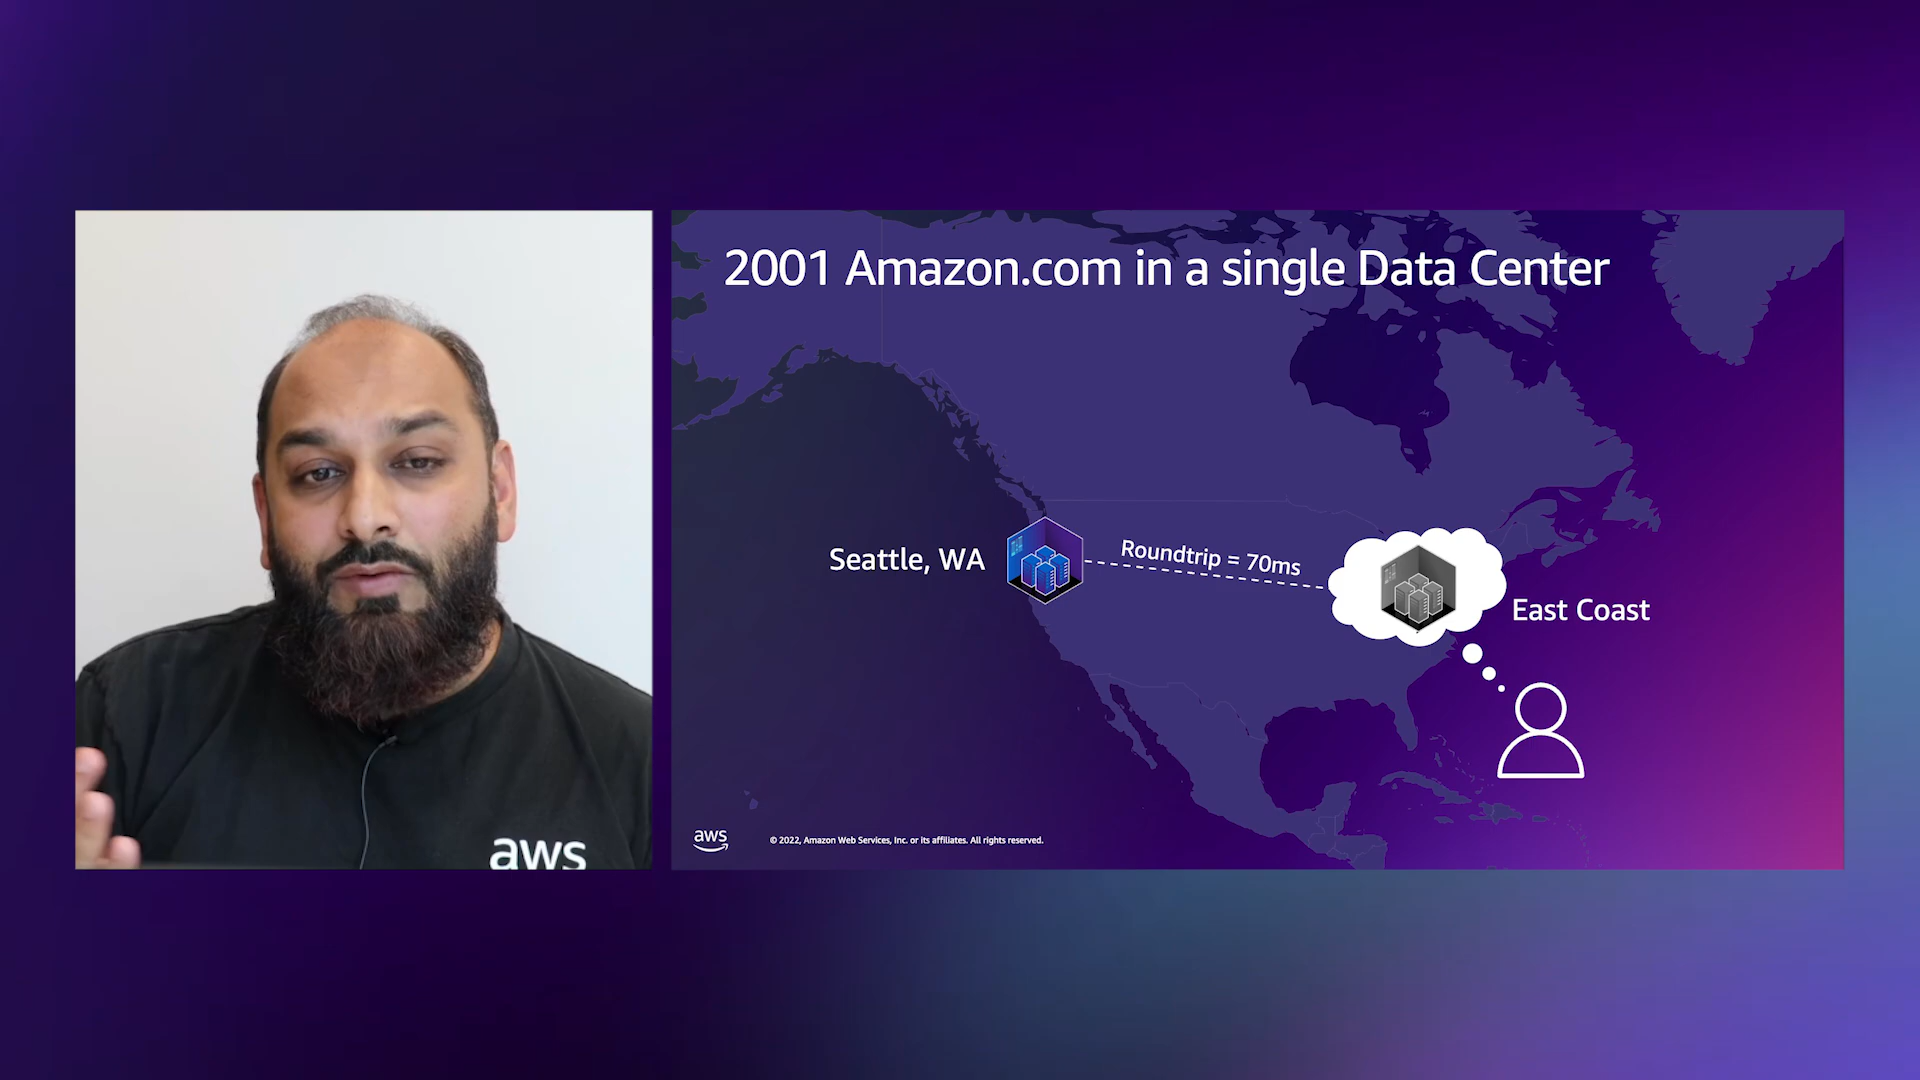 2001 Amazon.com in a single Data Center
Seattle, WA
Roundtrip = 70ms
East Coast
aws
aws
© 2022, Amazon Web Services, Inc. or its affiliates. All rights reserved.